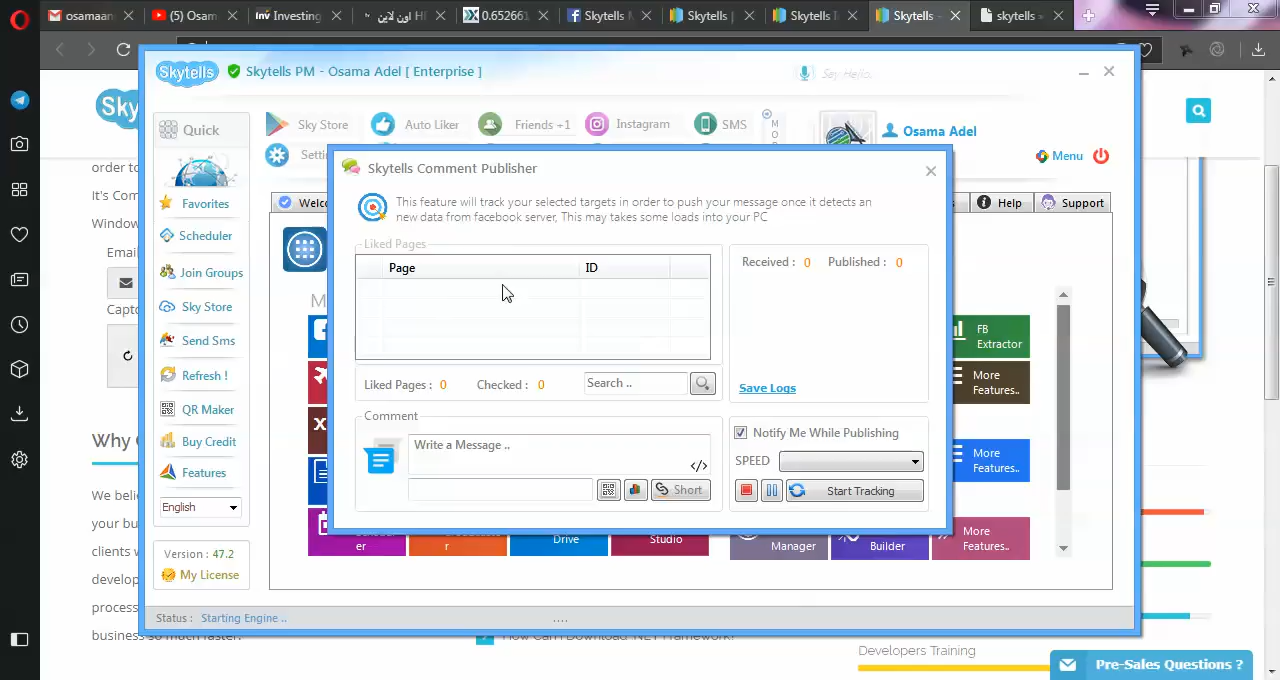 osamaan
(5) Osam
Investing
اون لاين
0.652661
Skytells M
Skytells |
Skytells I
Skytells -
skytells »
Skytells
Skytells PM - Osama Adel [ Enterprise ]
Say Hello.
Sky
Quick
Sky Store
Auto Liker
Friends +1
Instagram
SMS
M
O
Osama Adel
Setti
Menu
order to
It's Com
Window
Email
Favorites
Scheduler
Join Groups
Sky Store
Send Sms
Refresh !
QR Maker
Buy Credit
Features
English
Version : 47.2
My License
Welco
s
Help
Support
M
Skytells Comment Publisher
This feature will track your selected targets in order to push your message once it detects an
new data from facebook server, This may takes some loads into your PC
Liked Pages
Page
ID
Received : 0
Published : 0
Liked Pages : 0
Checked : 0
Search ..
Save Logs
Comment
Write a Message ..
</>
Short
Notify Me While Publishing
SPEED
Start Tracking
FB
Extractor
More
Features..
More
Features..
X
er
r
Drive
Studio
Manager
Builder
More
Features..
Status :
Starting Engine ..
....
Why
We beli
your bu
clients w
develop
process
business so much faster.
How Can I Download .NET Framework?
Developers Training
Pre-Sales Questions ?